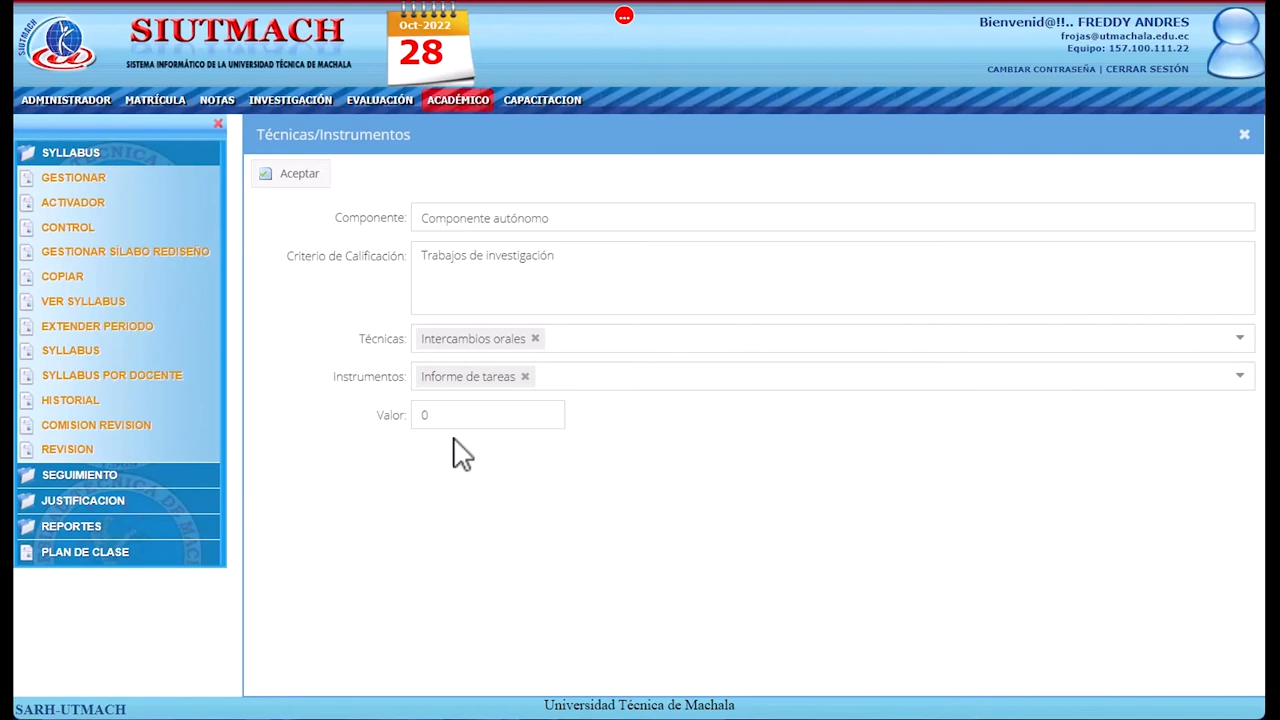 SIUTMACH
SISTEMA INFORMÁTICO DE LA UNIVERSIDAD TÉCNICA DE MACHALA
Oct-2022
28
...
Bienvenid@!!.. FREDDY ANDRES
frojas@utmachala.edu.ec
Equipo: 157.100.111.22
CAMBIAR CONTRASEÑA | CERRAR SESIÓN
ADMINISTRADOR MATRÍCULA NOTAS INVESTIGACIÓN EVALUACIÓN ACADÉMICO CAPACITACION
SYLLABUS
GESTIONAR
ACTIVADOR
CONTROL
GESTIONAR SÍLABO REDISEÑO
COPIAR
VER SYLLABUS
EXTENDER PERIODO
SYLLABUS
SYLLABUS POR DOCENTE
HISTORIAL
COMISION REVISION
REVISION
SEGUIMIENTO
JUSTIFICACION
REPORTES
PLAN DE CLASE
Técnicas/Instrumentos
Aceptar
Componente: Componente autónomo
Criterio de Calificación: Trabajos de investigación
Técnicas: Intercambios orales
Instrumentos: Informe de tareas
Valor: 0
SARH-UTMACH
Universidad Técnica de Machala